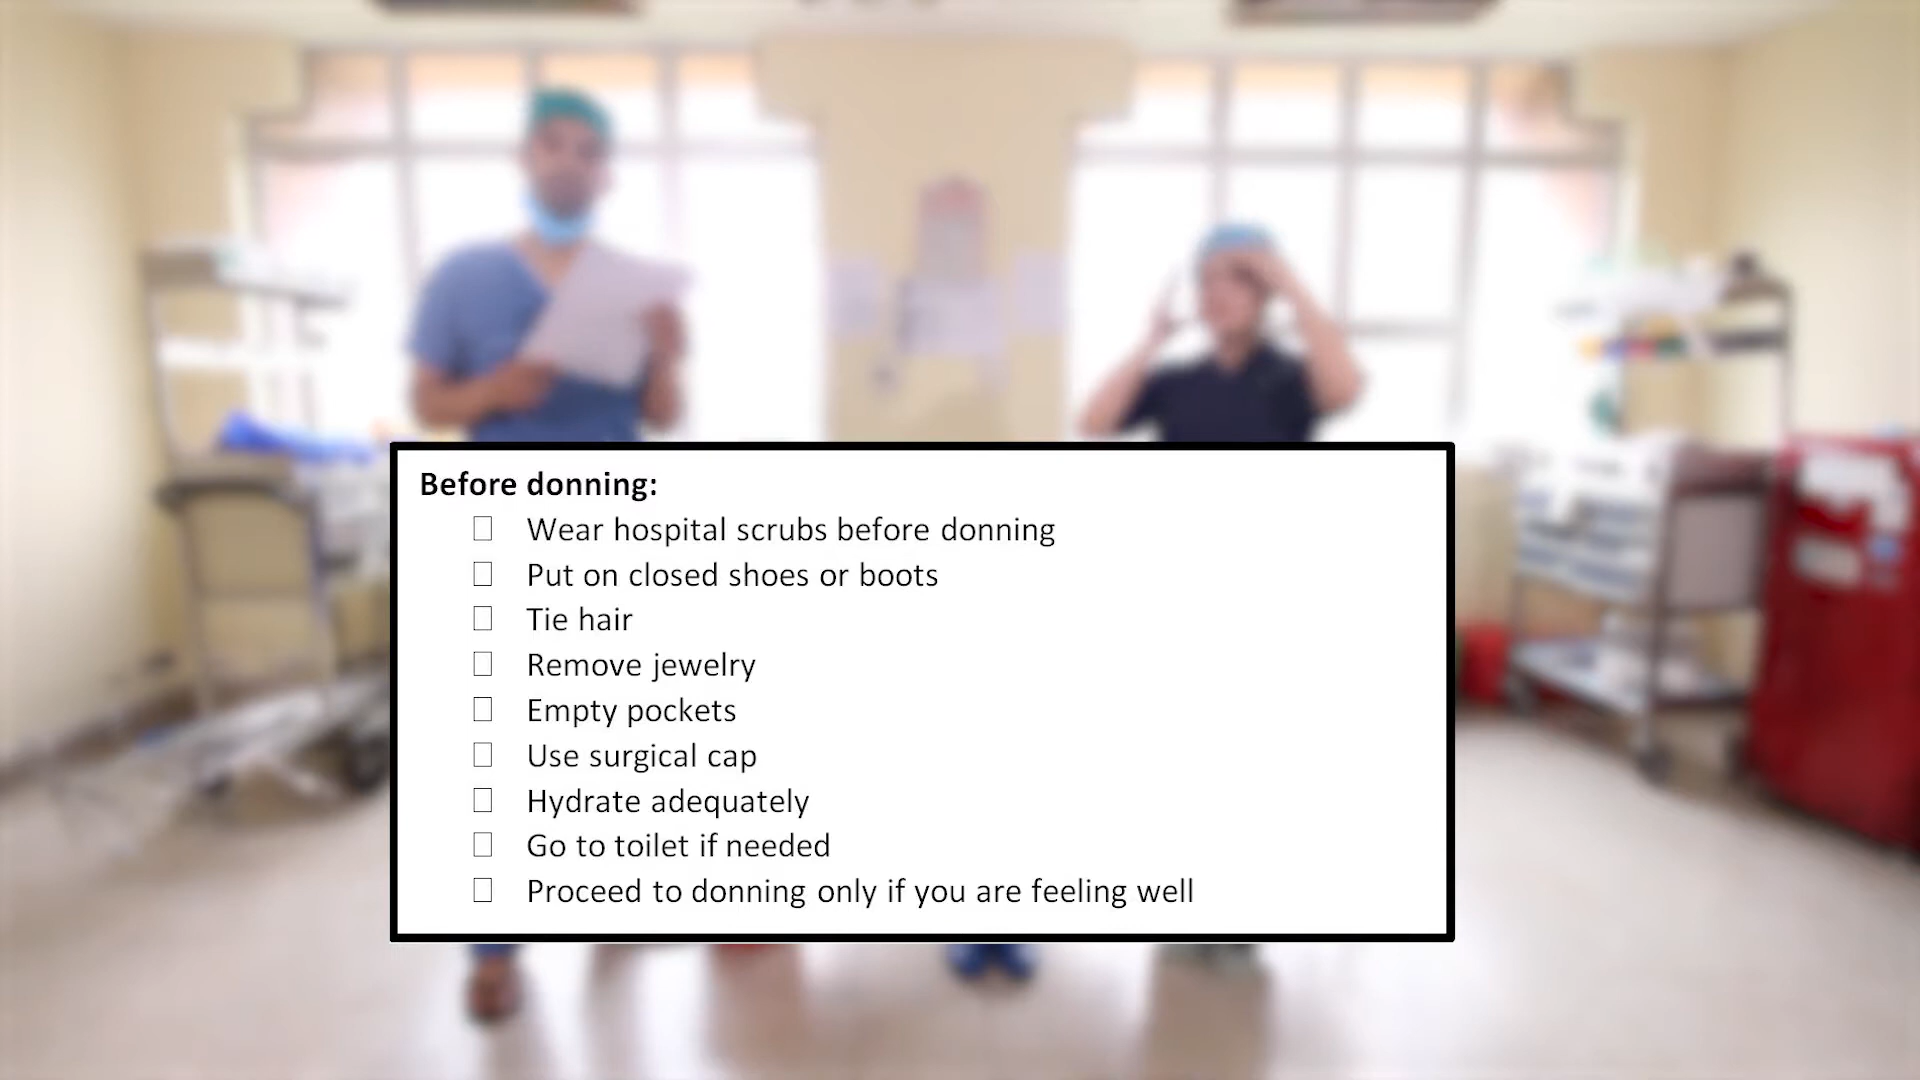 Before donning:
☐ Wear hospital scrubs before donning
☐ Put on closed shoes or boots
☐ Tie hair
☐ Remove jewelry
☐ Empty pockets
☐ Use surgical cap
☐ Hydrate adequately
☐ Go to toilet if needed
☐ Proceed to donning only if you are feeling well